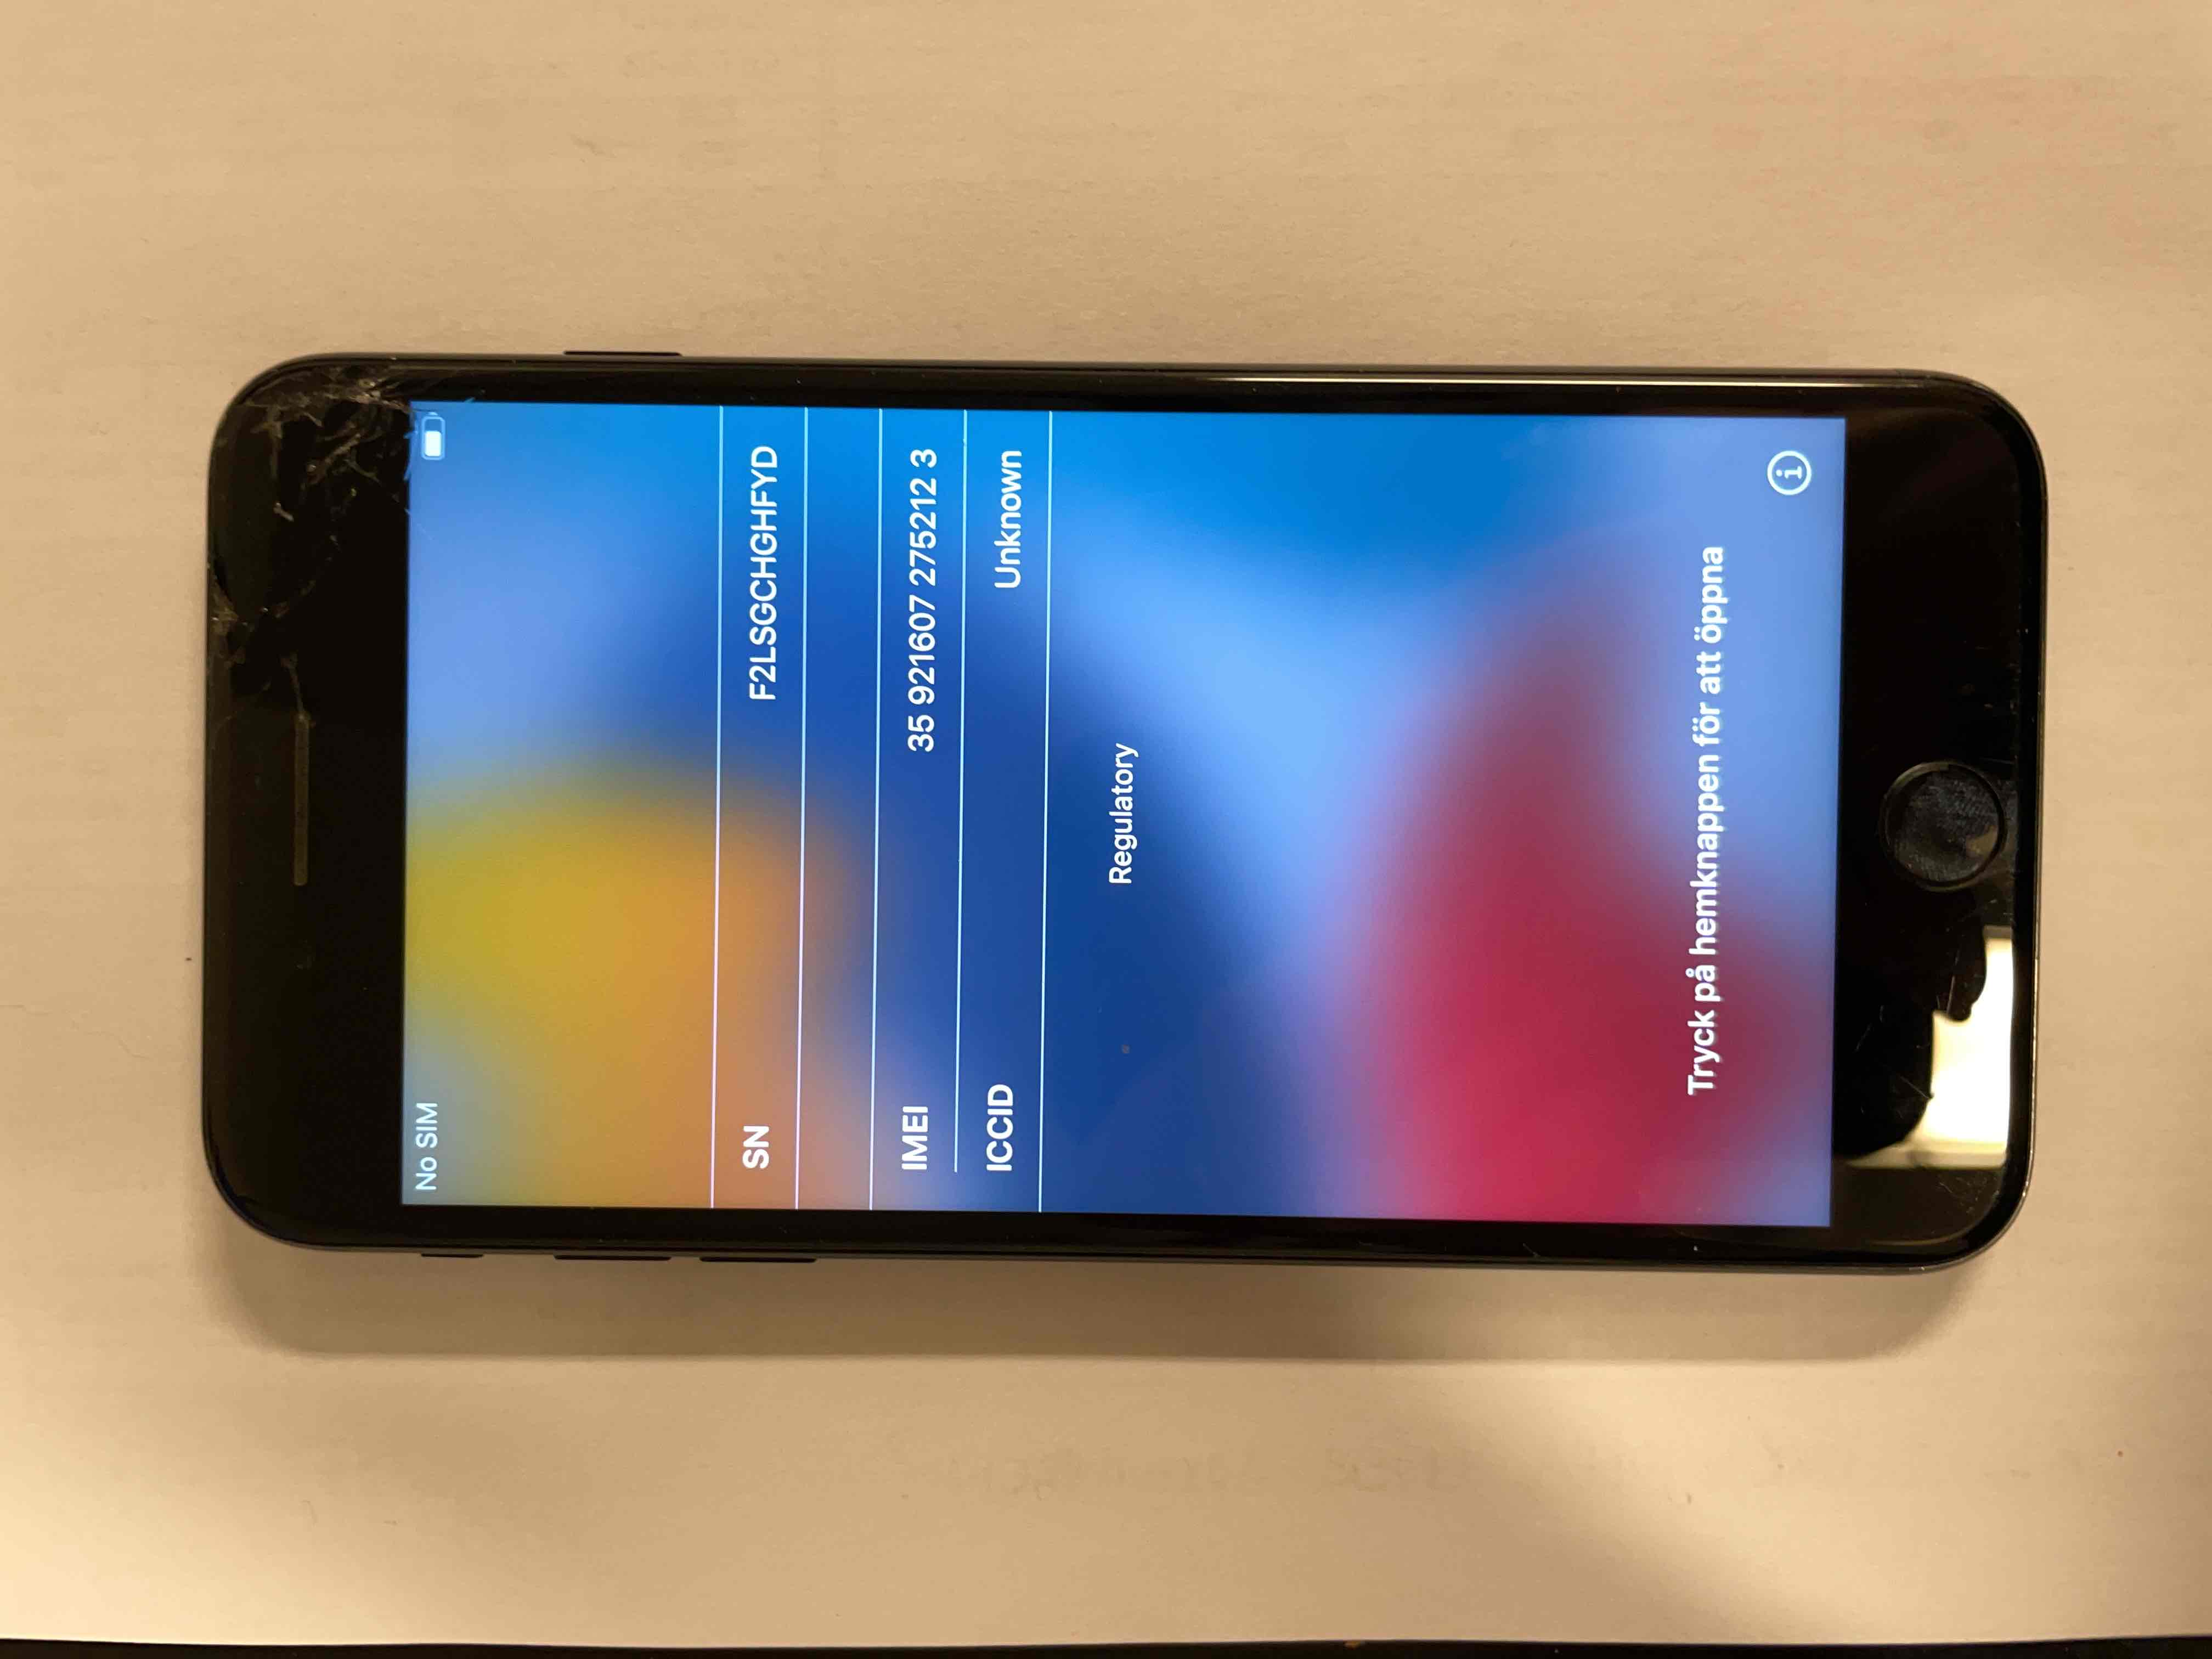 No SIM
SN F2LSGCHGHFYD
IMEI 35 921607 275212 3
ICCID Unknown
Regulatory
Tryck på hemknappen för att öppna